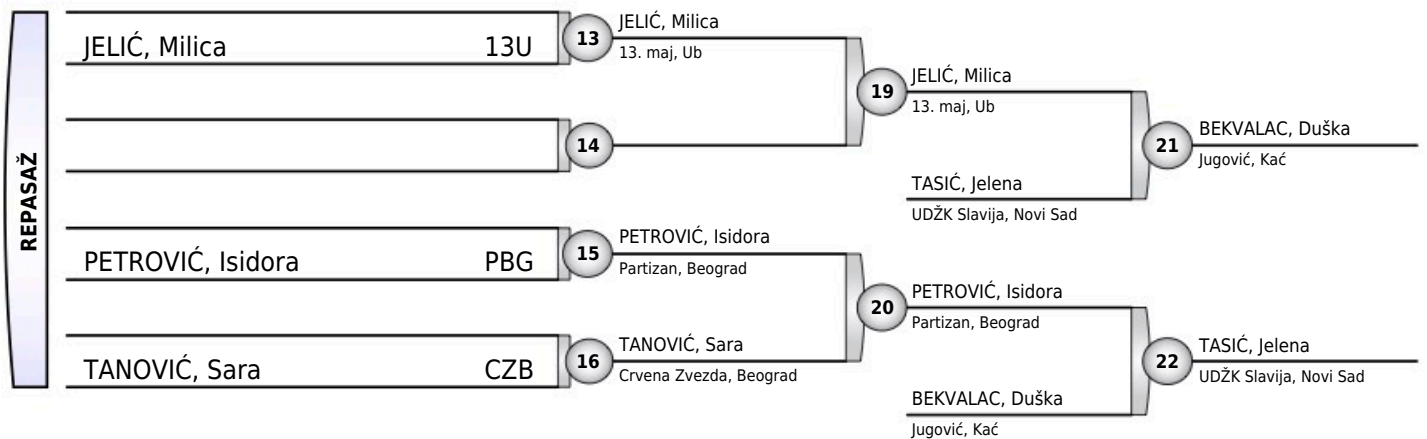 REPASAŽ
JELIĆ, Milica 13U
13
JELIĆ, Milica
13. maj, Ub
14
19
JELIĆ, Milica
13. maj, Ub
TASIĆ, Jelena
UDŽK Slavija, Novi Sad
21
BEKVALAC, Duška
Jugović, Kać
PETROVIĆ, Isidora PBG
15
PETROVIĆ, Isidora
Partizan, Beograd
TANOVIĆ, Sara CZB
16
TANOVIĆ, Sara
Crvena Zvezda, Beograd
20
PETROVIĆ, Isidora
Partizan, Beograd
BEKVALAC, Duška
Jugović, Kać
22
TASIĆ, Jelena
UDŽK Slavija, Novi Sad